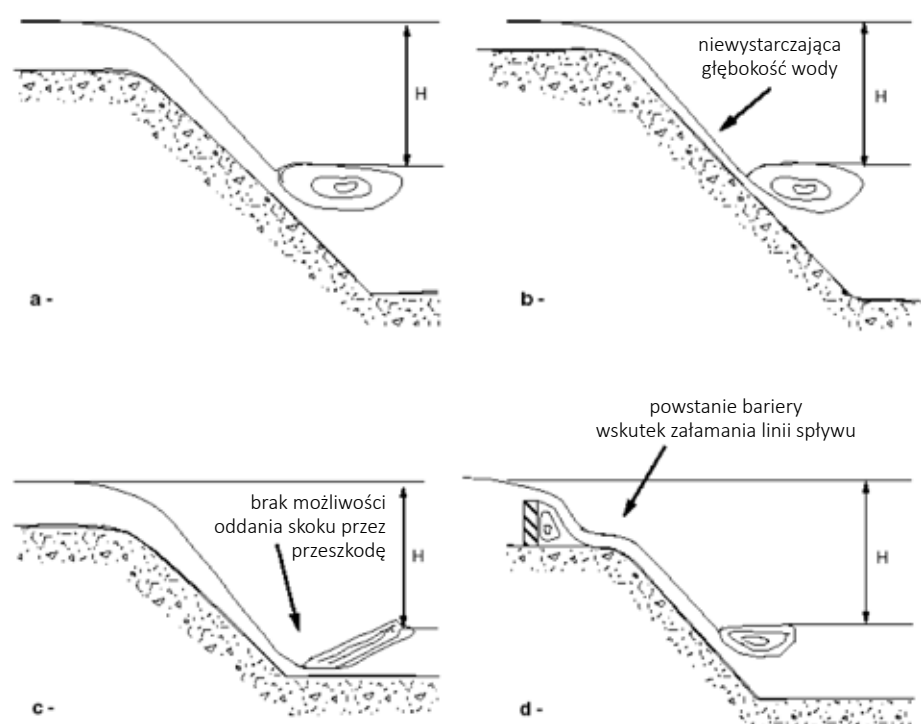 H
a -
niewystarczająca
głębokość wody
H
b -
brak możliwości
oddania skoku przez
przeszkodę
H
c -
powstanie bariery
wskutek załamania linii spływu
H
d -